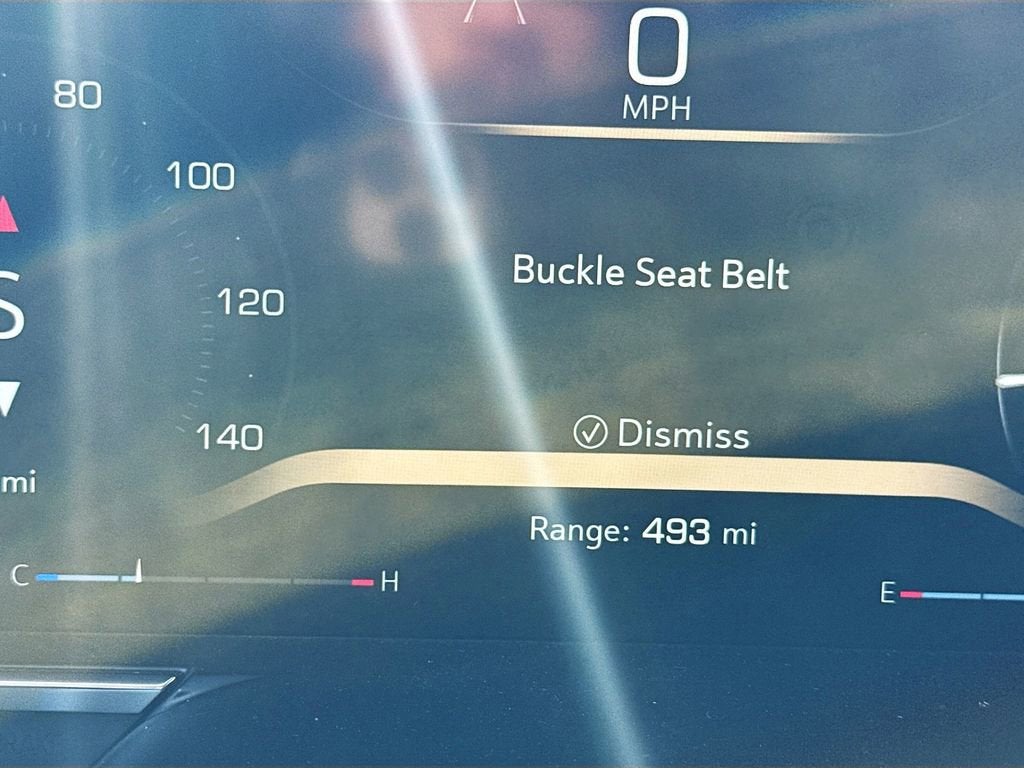 0
MPH
80
100
S
120
Buckle Seat Belt
140
Dismiss
mi
Range: 493 mi
C H
E